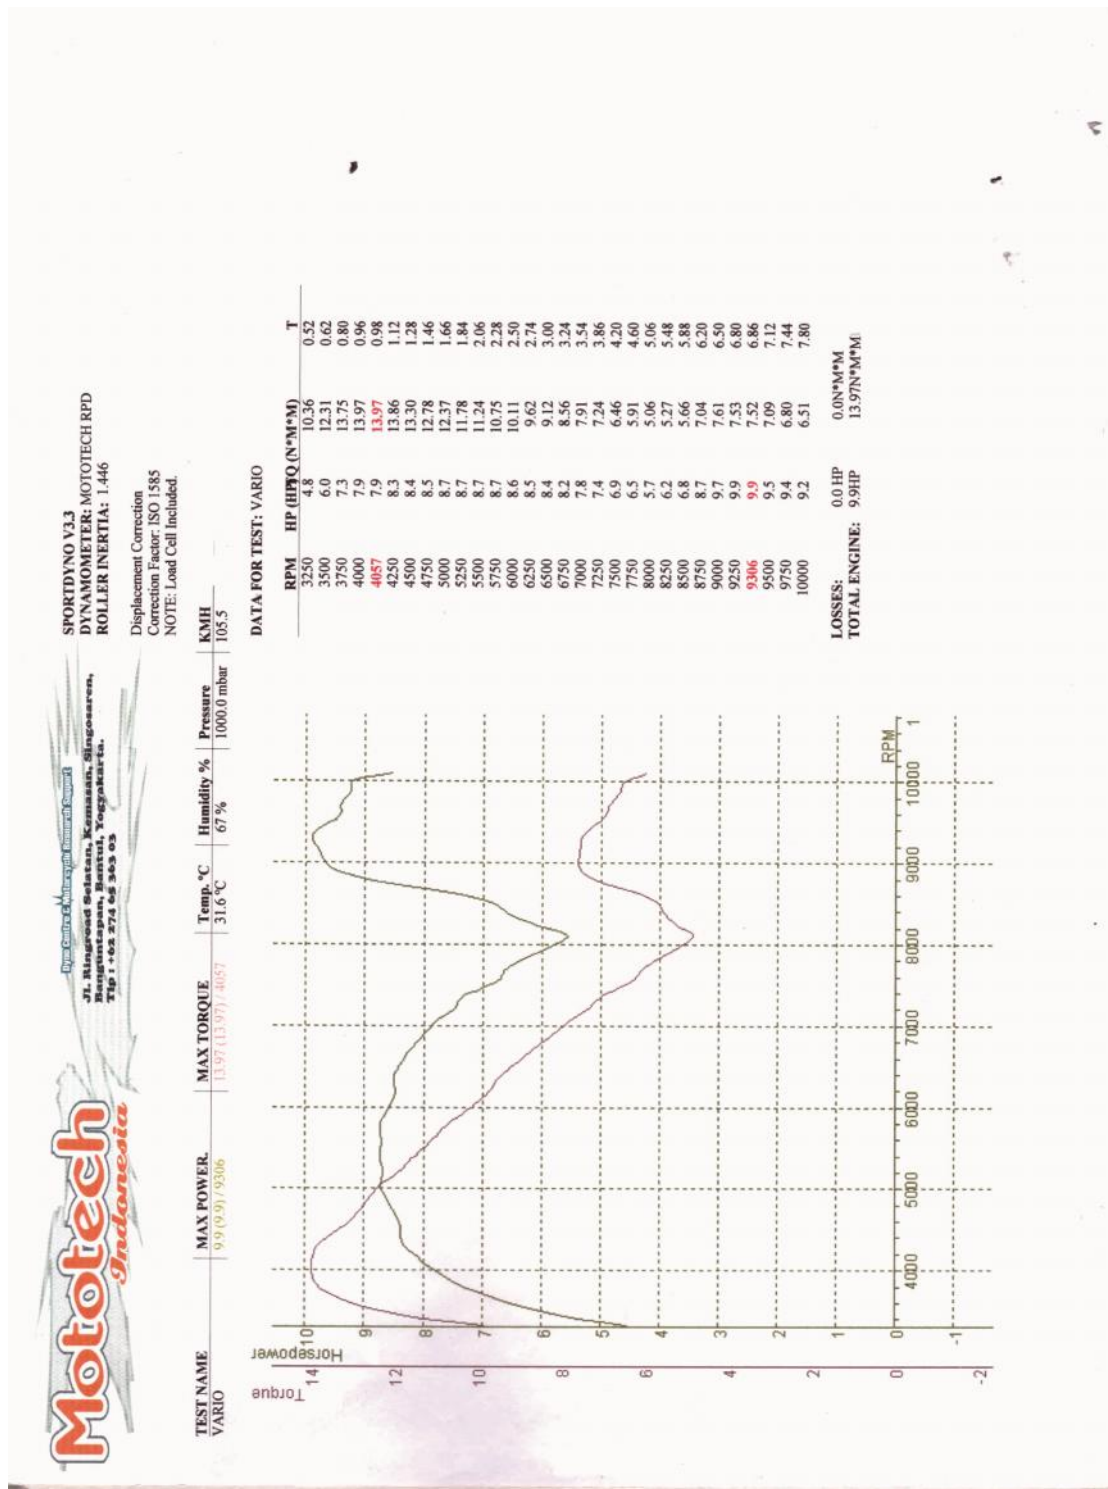 Mototech
Indonesia
Dyno Centre & Motorcycle Research Support
Jl. Ringroad Selatan, Kemasan, Singosaren,
Banguntapan, Bantul, Yogyakarta.
Tlp : +62 274 65 363 03
SPORTDYNO V3.3
DYNAMOMETER: MOTOTECH RPD
ROLLER INERTIA: 1.446
Displacement Correction
Correction Factor: ISO 1585
NOTE: Load Cell Included.
TEST NAME MAX POWER. MAX TORQUE Temp. °C Humidity % Pressure KMH
VARIO 9.9 (9.9) / 9306 13.97 (13.97) / 4057 31.6 °C 67 % 1000.0 mbar 105.5
Torque
14
12
10
8
6
4
2
0
-2
Horsepower
10
9
8
7
6
5
4
3
2
1
0
-1
4000 5000 6000 7000 8000 9000 10000 1
RPM
DATA FOR TEST: VARIO
RPM HP (HP) TQ (N*M*M) T
3250 4.8 10.36 0.52
3500 6.0 12.31 0.62
3750 7.3 13.75 0.80
4000 7.9 13.97 0.96
4057 7.9 13.97 0.98
4250 8.3 13.86 1.12
4500 8.4 13.30 1.28
4750 8.5 12.78 1.46
5000 8.7 12.37 1.66
5250 8.7 11.78 1.84
5500 8.7 11.24 2.06
5750 8.7 10.75 2.28
6000 8.6 10.11 2.50
6250 8.5 9.62 2.74
6500 8.4 9.12 3.00
6750 8.2 8.56 3.24
7000 7.8 7.91 3.54
7250 7.4 7.24 3.86
7500 6.9 6.46 4.20
7750 6.5 5.91 4.60
8000 5.7 5.06 5.06
8250 6.2 5.27 5.48
8500 6.8 5.66 5.88
8750 8.7 7.04 6.20
9000 9.7 7.61 6.50
9250 9.9 7.53 6.80
9306 9.9 7.52 6.86
9500 9.5 7.09 7.12
9750 9.4 6.80 7.44
10000 9.2 6.51 7.80
LOSSES: 0.0 HP 0.0N*M*M
TOTAL ENGINE: 9.9HP 13.97N*M*M